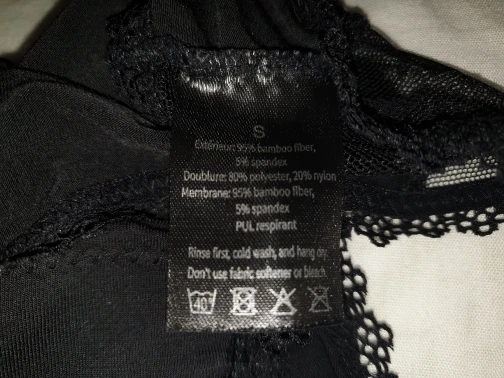 S
Extérieur: 95% bamboo fiber,
5% spandex
Doublure: 80% polyester, 20% nylon
Membrane: 95% bamboo fiber,
5% spandex
PUL respirant
Rinse first, cold wash, and hang dry.
Don't use fabric softener or bleach.
40°